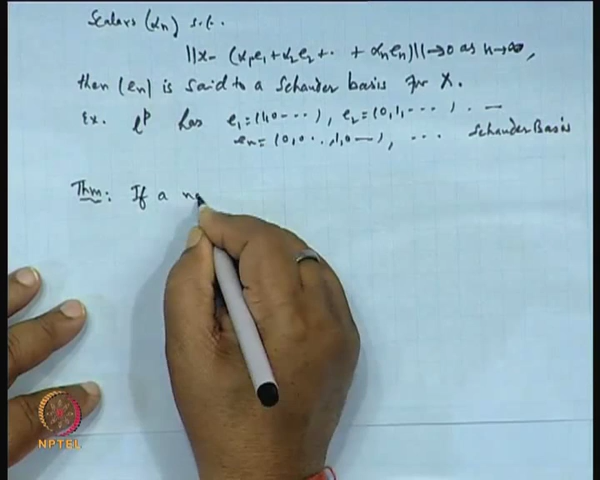 Scalars (αn) s.t.
||x- (α1e1+α2e2+·· + αnen)||→0 as n→∞,
then (en) is said to a Schauder basis for X.
Ex. l^p has e1=(1,0---), e2=(0,1,---). —
en=(0,0··,1,0—), ··· Schauder Basis
Thm: If a no
NPTEL